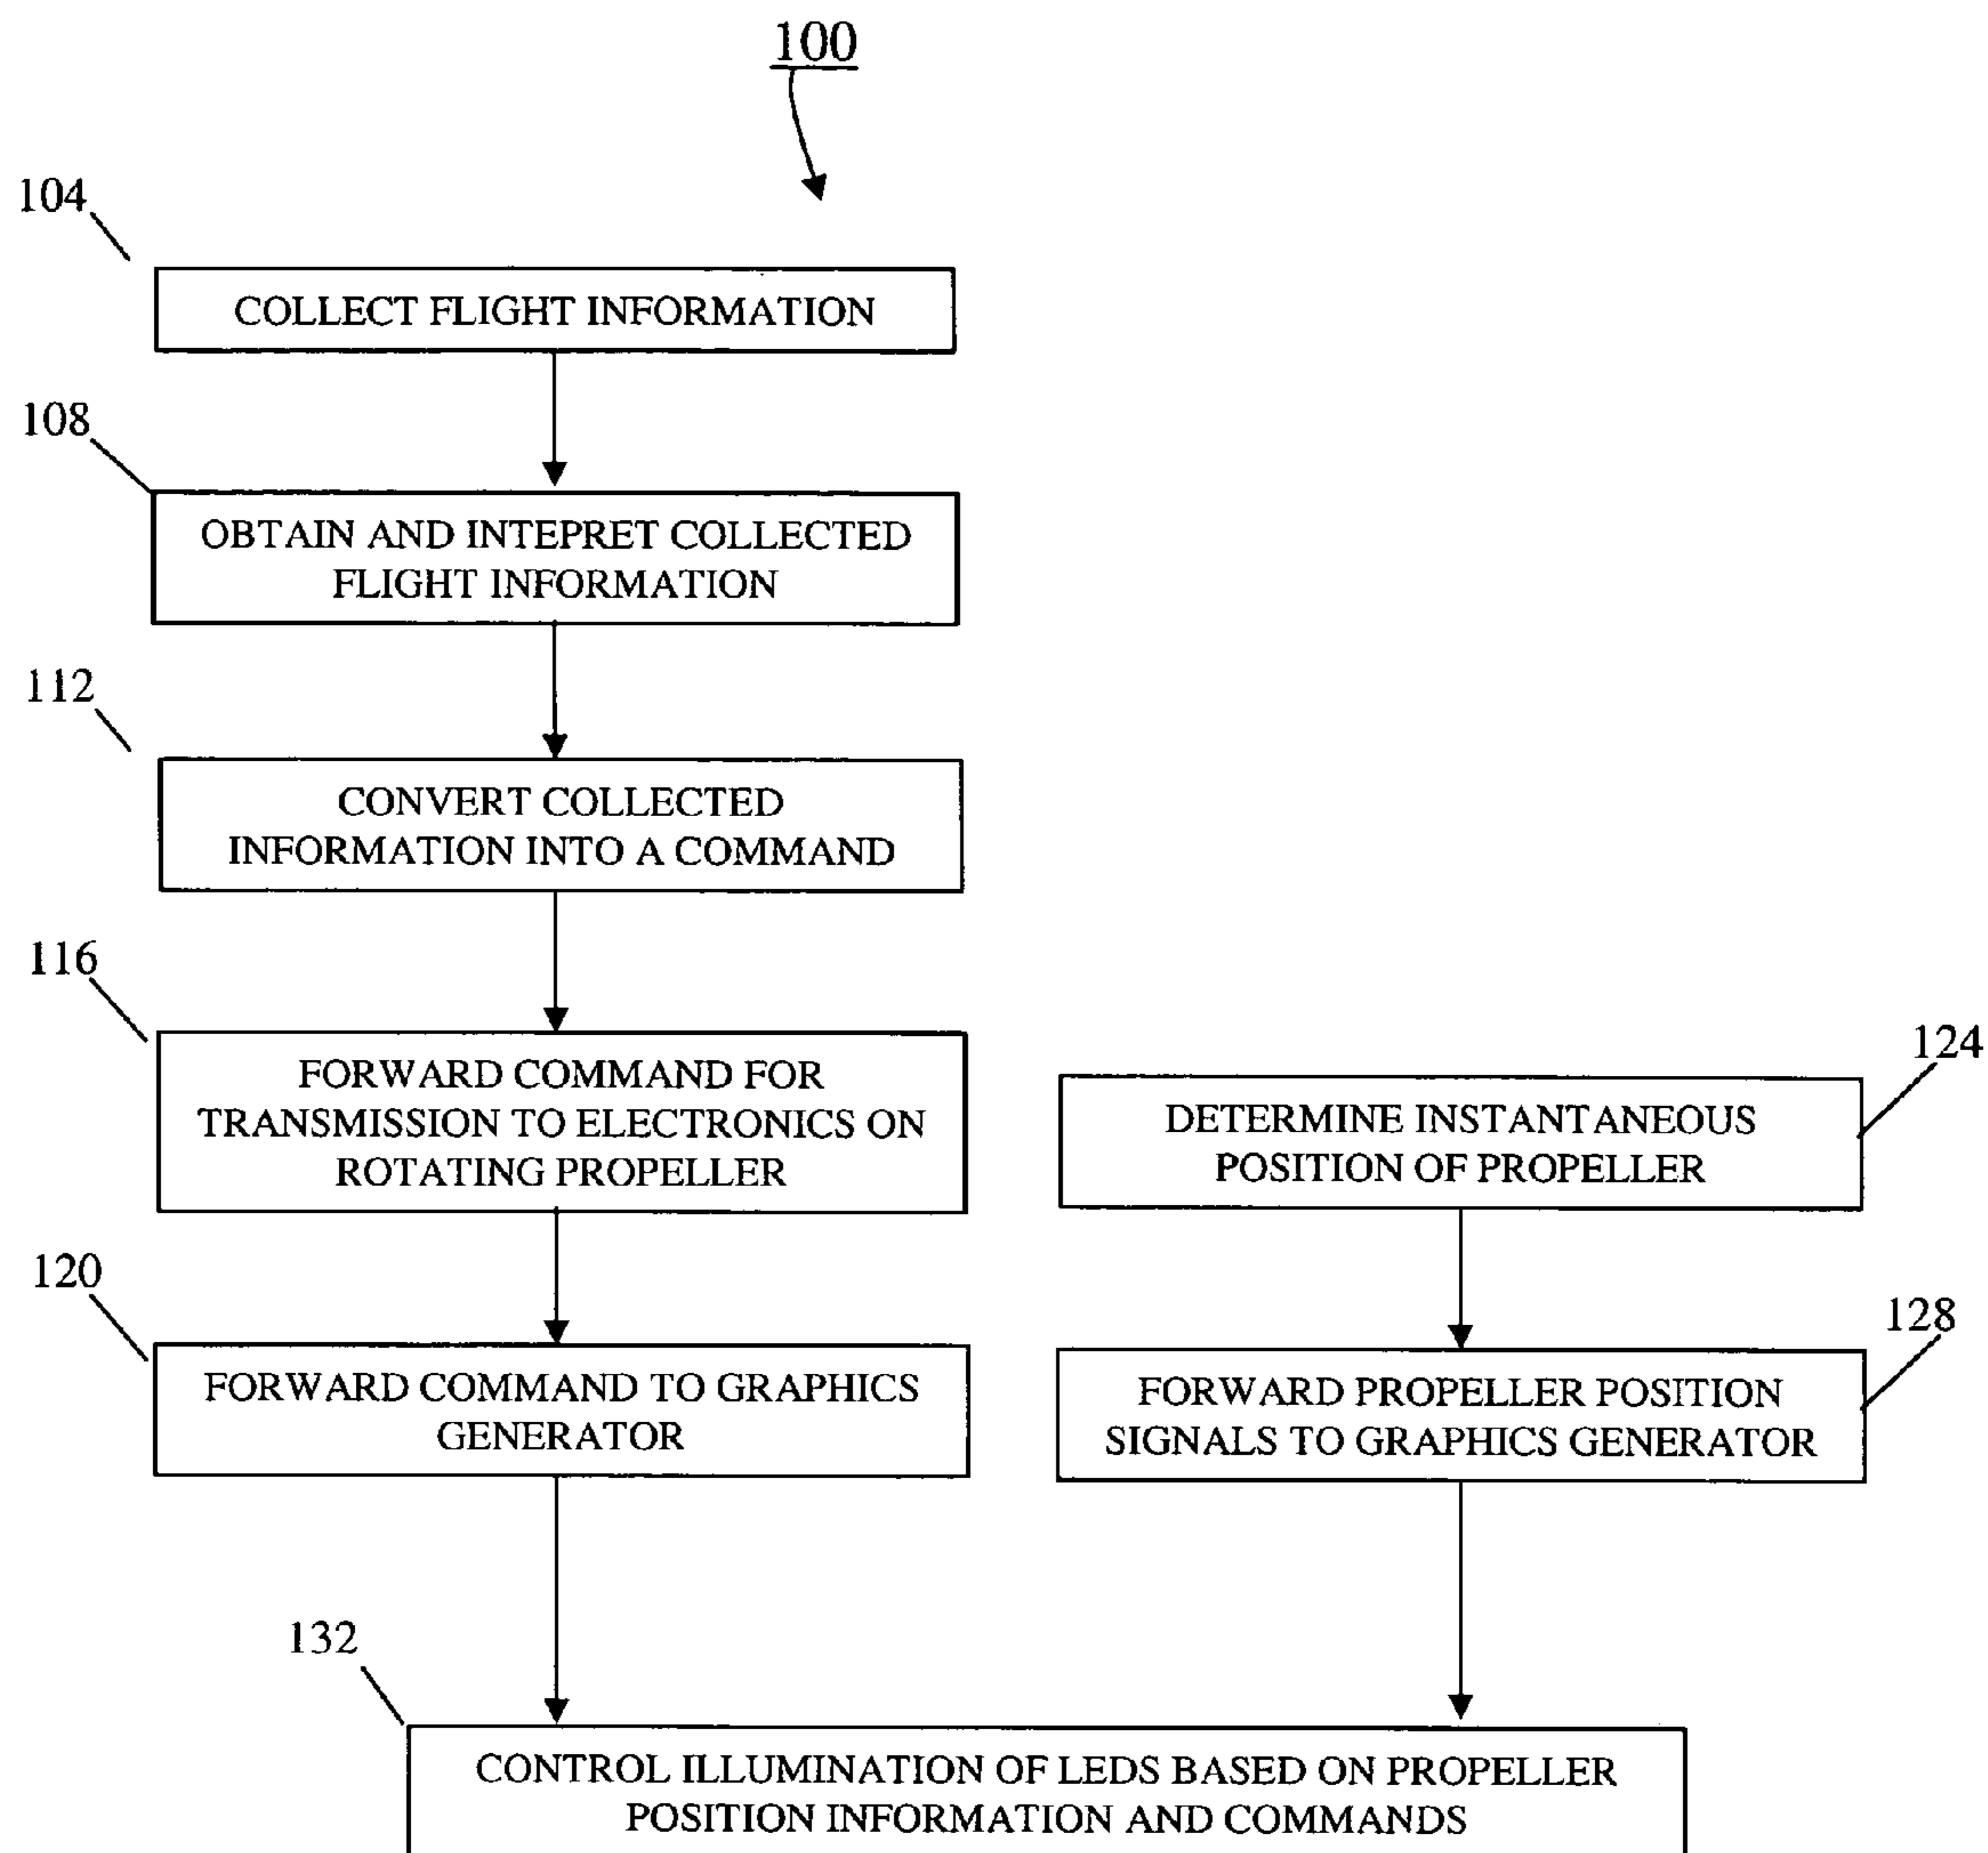 100
104
COLLECT FLIGHT INFORMATION
108
OBTAIN AND INTEPRET COLLECTED
FLIGHT INFORMATION
112
CONVERT COLLECTED
INFORMATION INTO A COMMAND
116
FORWARD COMMAND FOR
TRANSMISSION TO ELECTRONICS ON
ROTATING PROPELLER
124
DETERMINE INSTANTANEOUS
POSITION OF PROPELLER
120
FORWARD COMMAND TO GRAPHICS
GENERATOR
128
FORWARD PROPELLER POSITION
SIGNALS TO GRAPHICS GENERATOR
132
CONTROL ILLUMINATION OF LEDS BASED ON PROPELLER
POSITION INFORMATION AND COMMANDS